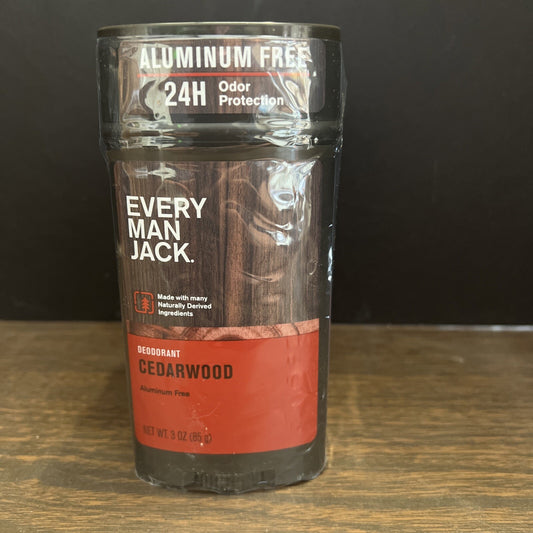 ALUMINUM FREE
24H Odor
Protection
EVERY
MAN
JACK.
Made with many
Naturally Derived
Ingredients
DEODORANT
CEDARWOOD
Aluminum Free
NET WT. 3 OZ (85 g)